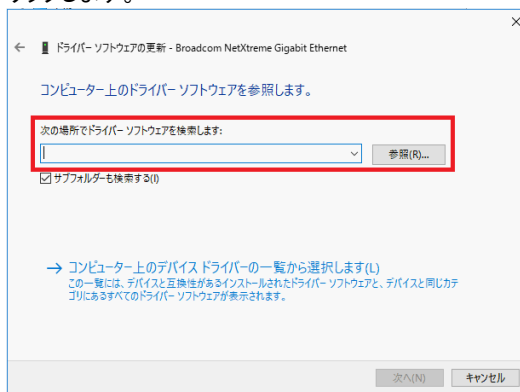 ドライバー ソフトウェアの更新 - Broadcom NetXtreme Gigabit Ethernet
コンピューター上のドライバー ソフトウェアを参照します。
次の場所でドライバー ソフトウェアを検索します:
参照(R)...
サブフォルダーも検索する(I)
→ コンピューター上のデバイス ドライバーの一覧から選択します(L)
この一覧には、デバイスと互換性があるインストールされたドライバー ソフトウェアと、デバイスと同じカテ
ゴリにあるすべてのドライバー ソフトウェアが表示されます。
次へ(N) キャンセル